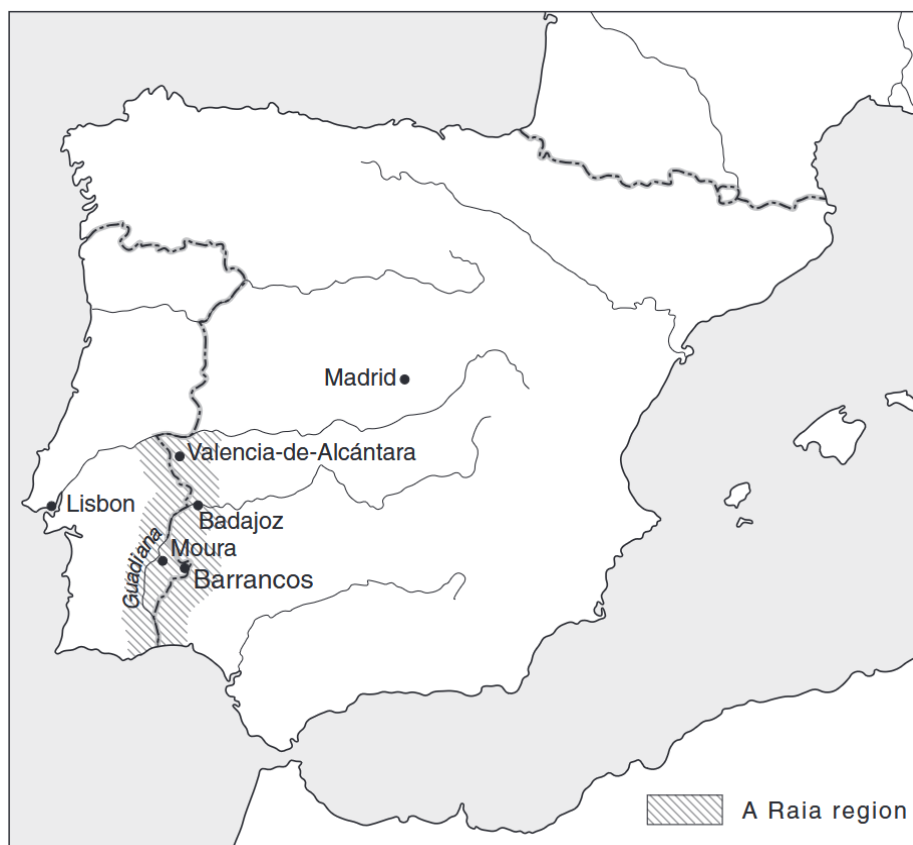 Madrid
Valencia-de-Alcántara
Lisbon
Badajoz
Guadiana
Moura
Barrancos
A Raia region